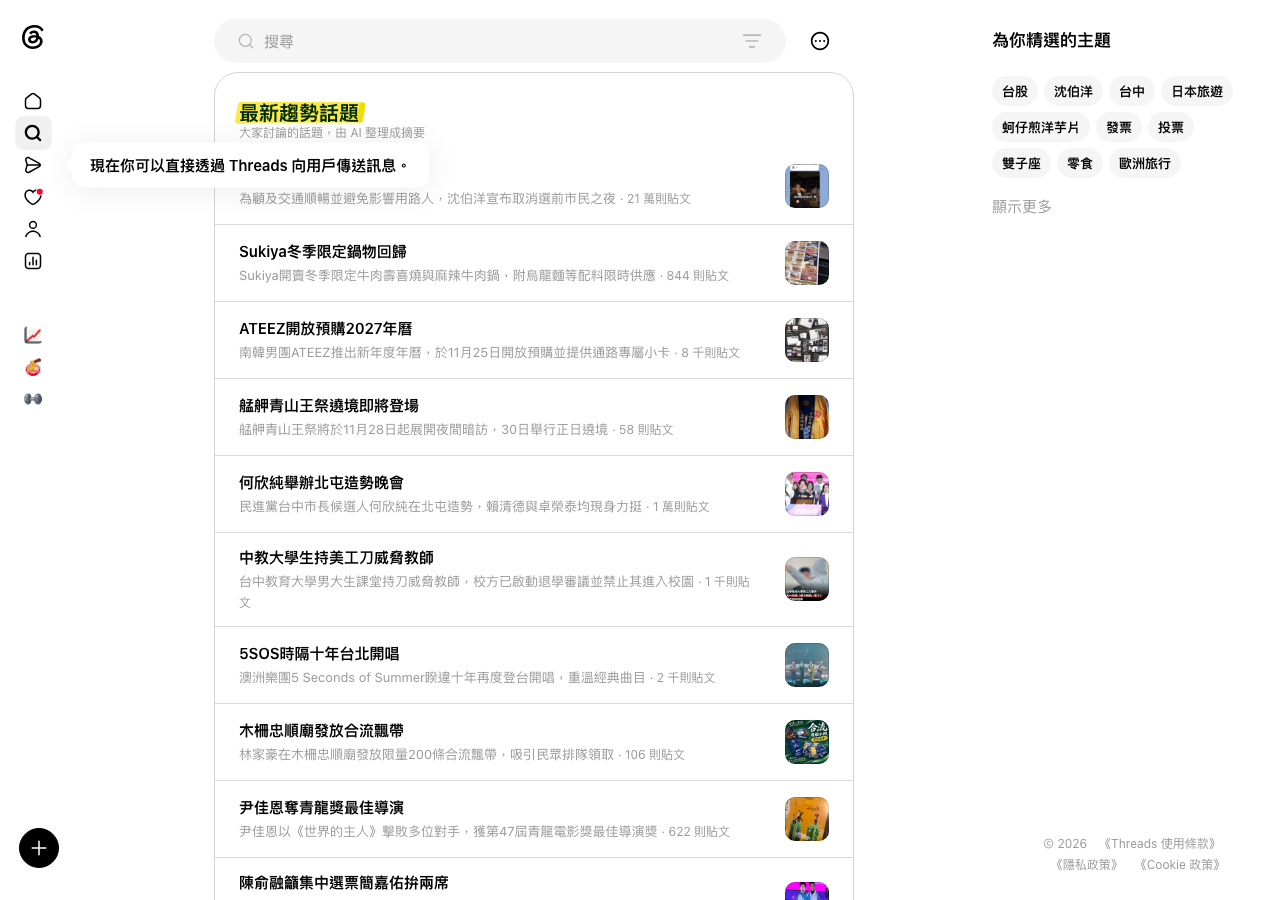 搜尋
最新趨勢話題
大家討論的話題，由 AI 整理成摘要
現在你可以直接透過 Threads 向用戶傳送訊息。
為顧及交通順暢並避免影響用路人，沈伯洋宣布取消選前市民之夜 · 21 萬則貼文
Sukiya冬季限定鍋物回歸
Sukiya開賣冬季限定牛肉壽喜燒與麻辣牛肉鍋，附烏龍麵等配料限時供應 · 844 則貼文
ATEEZ開放預購2027年曆
南韓男團ATEEZ推出新年度年曆，於11月25日開放預購並提供通路專屬小卡 · 8 千則貼文
艋舺青山王祭遶境即將登場
艋舺青山王祭將於11月28日起展開夜間暗訪，30日舉行正日遶境 · 58 則貼文
何欣純舉辦北屯造勢晚會
民進黨台中市長候選人何欣純在北屯造勢，賴清德與卓榮泰均現身力挺 · 1 萬則貼文
中教大學生持美工刀威脅教師
台中教育大學男大生課堂持刀威脅教師，校方已啟動退學審議並禁止其進入校園 · 1 千則貼
文
5SOS時隔十年台北開唱
澳洲樂團5 Seconds of Summer睽違十年再度登台開唱，重溫經典曲目 · 2 千則貼文
木柵忠順廟發放合流飄帶
林家豪在木柵忠順廟發放限量200條合流飄帶，吸引民眾排隊領取 · 106 則貼文
合流
尹佳恩奪青龍獎最佳導演
尹佳恩以《世界的主人》擊敗多位對手，獲第47屆青龍電影獎最佳導演獎 · 622 則貼文
陳俞融籲集中選票簡嘉佑拚兩席
為你精選的主題
台股 沈伯洋 台中 日本旅遊
蚵仔煎洋芋片 發票 投票
雙子座 零食 歐洲旅行
顯示更多
© 2026 《Threads 使用條款》
《隱私政策》 《Cookie 政策》